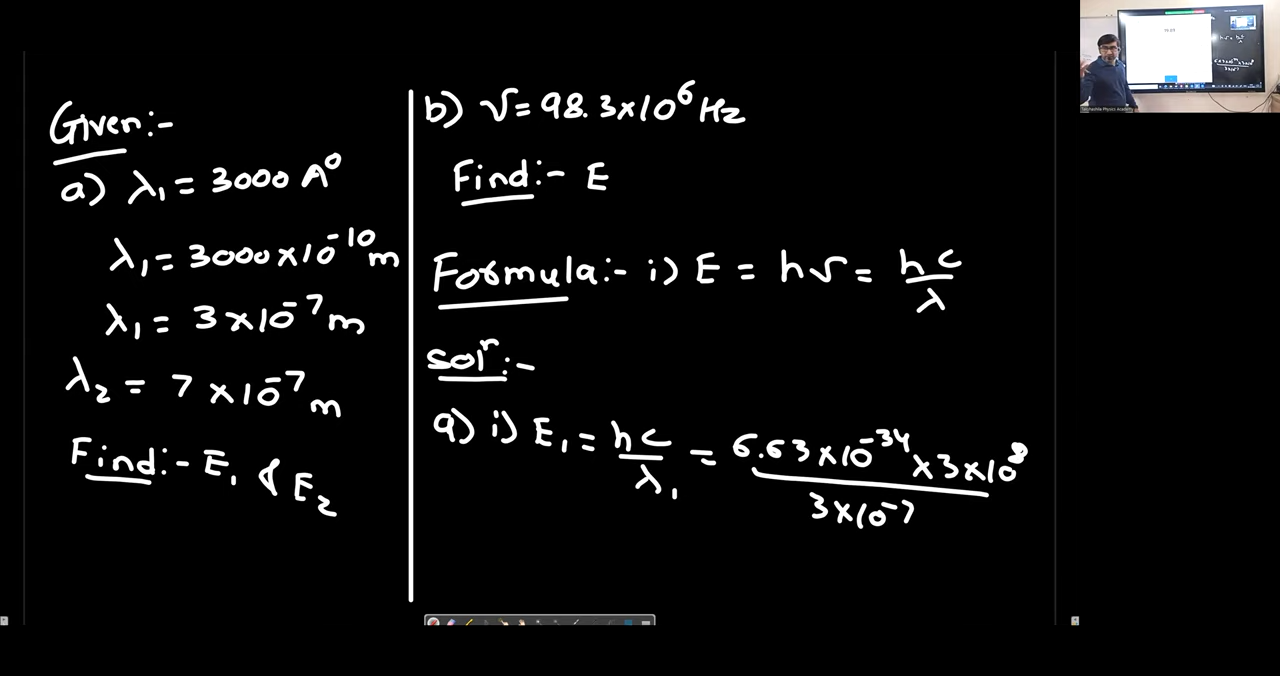 Given:-
a) λ₁ = 3000 A⁰
λ₁ = 3000 × 10⁻¹⁰ m
λ₁ = 3 × 10⁻⁷ m
λ₂ = 7 × 10⁻⁷ m
Find:- E₁ & E₂
b) ν = 98.3 × 10⁶ Hz
Find:- E
Formula:- i) E = hν = hc/λ
Solⁿ:-
a) i) E₁ = hc/λ₁ = 6.63 × 10⁻³⁴ × 3 × 10⁸ / 3 × 10⁻⁷